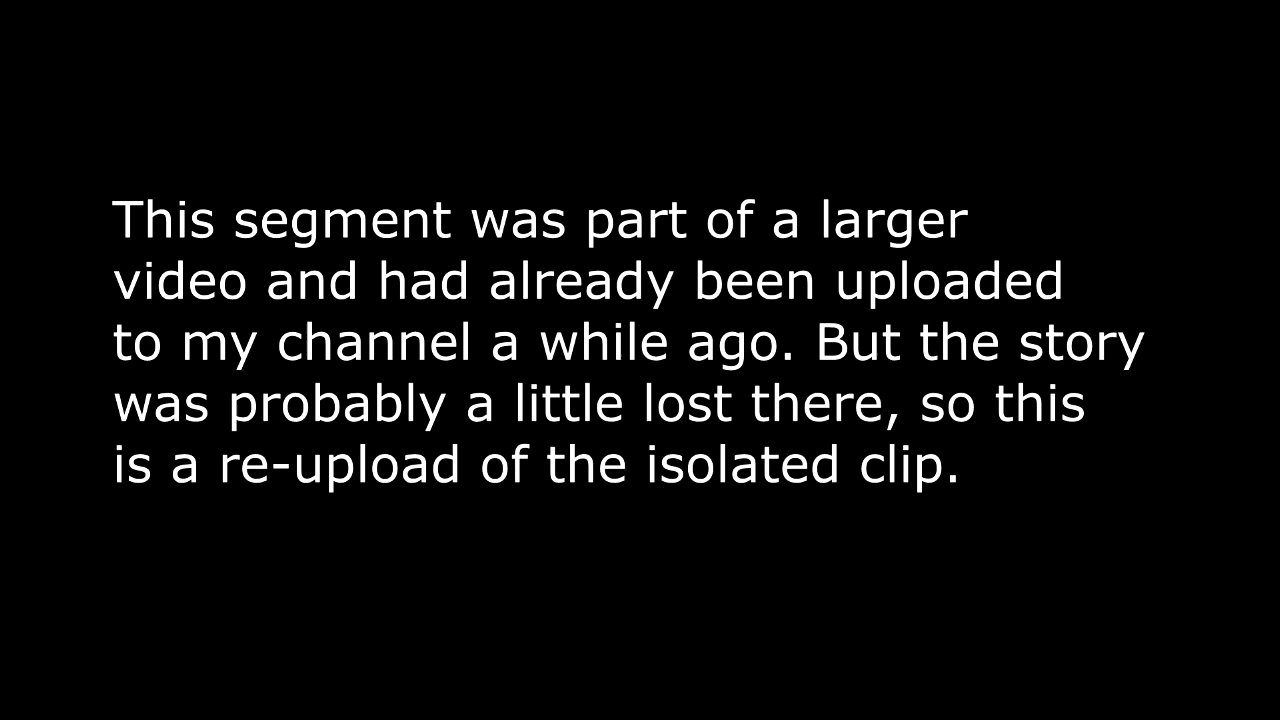 This segment was part of a larger
video and had already been uploaded
to my channel a while ago. But the story
was probably a little lost there, so this
is a re-upload of the isolated clip.